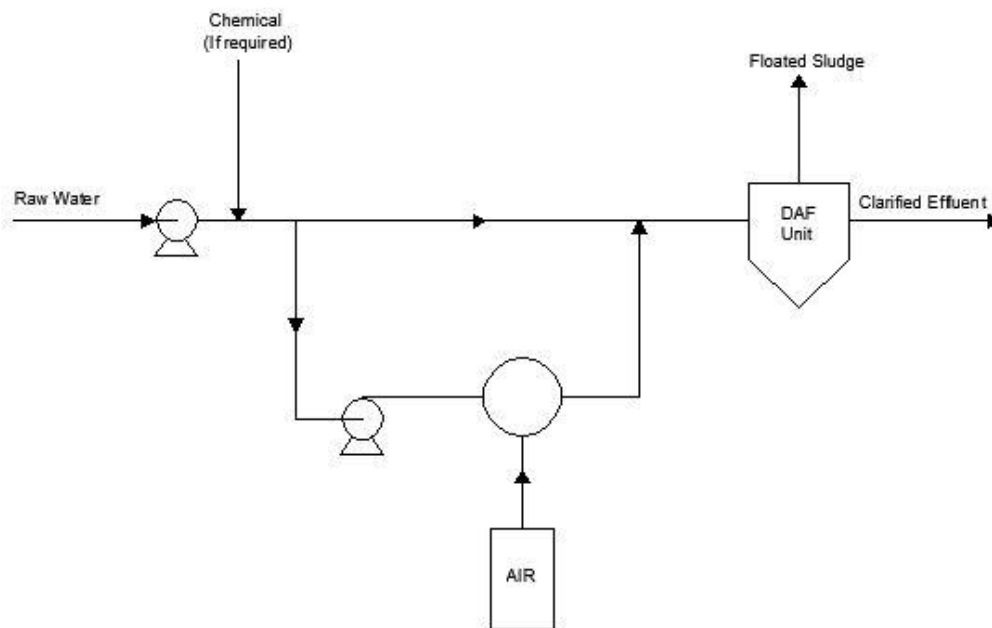 Chemical
(If required)
Floated Sludge
Raw Water
DAF
Unit
Clarified Effluent
AIR